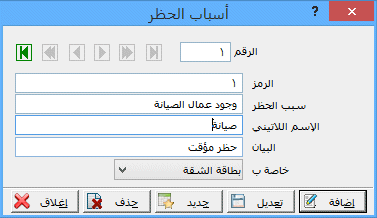 أسباب الحظر
الرقم ١
الرمز ١
سبب الحظر وجود عمال الصيانة
الإسم اللاتيني صيانة
البيان حظر مؤقت
خاصة ب بطاقة الشقة
إضافة تعديل جديد حذف إغلاق